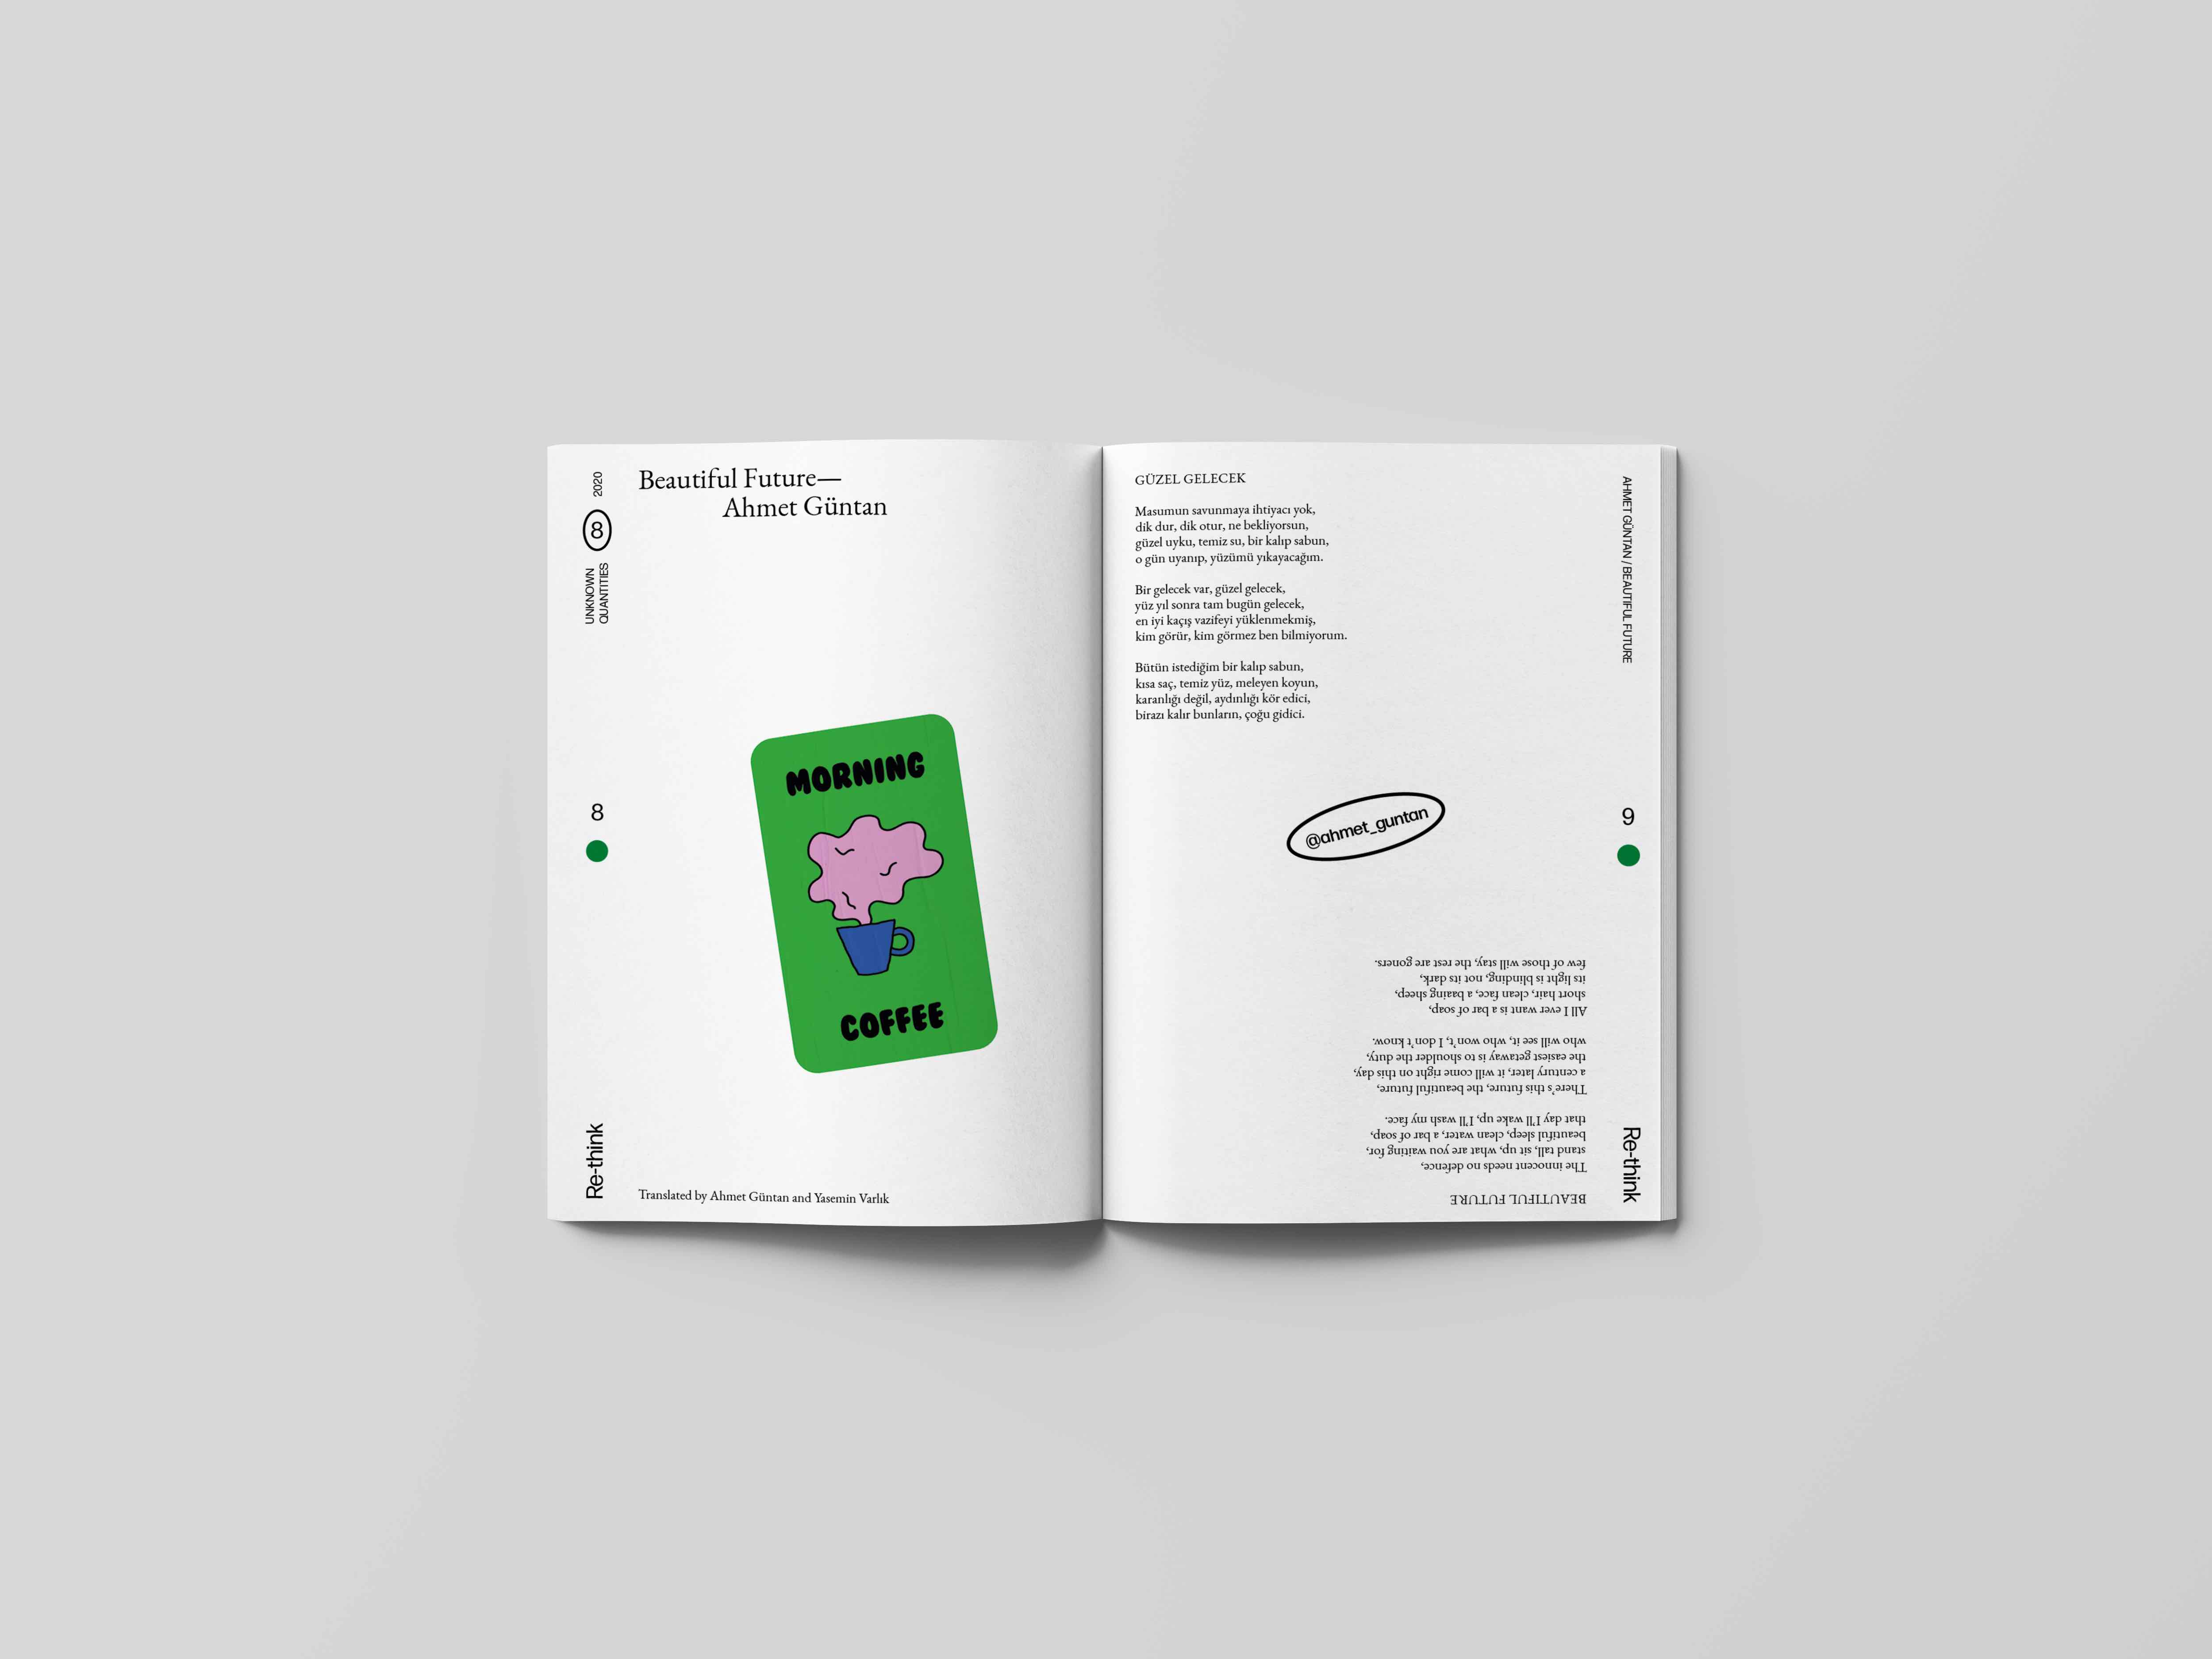 2020
8
UNKNOWN
QUANTITIES
8
Re-think
Beautiful Future—
Ahmet Güntan
MORNING
COFFEE
Translated by Ahmet Güntan and Yasemin Varlık
GÜZEL GELECEK
Masumun savunmaya ihtiyacı yok,
dik dur, dik otur, ne bekliyorsun,
güzel uyku, temiz su, bir kalıp sabun,
o gün uyanıp, yüzümü yıkayacağım.
Bir gelecek var, güzel gelecek,
yüz yıl sonra tam bugün gelecek,
en iyi kaçış vazifeyi yüklenmekmiş,
kim görür, kim görmez ben bilmiyorum.
Bütün istediğim bir kalıp sabun,
kısa saç, temiz yüz, meleyen koyun,
karanlığı değil, aydınlığı kör edici,
birazı kalır bunların, çoğu gidici.
@ahmet_guntan
BEAUTIFUL FUTURE
The innocent needs no defence,
stand tall, sit up, what are you waiting for,
beautiful sleep, clean water, a bar of soap,
that day I'll wake up, I'll wash my face.
There's this future, the beautiful future,
a century later, it will come right on this day,
the easiest getaway is to shoulder the duty,
who will see it, who won't, I don't know.
All I ever want is a bar of soap,
short hair, clean face, a baaing sheep,
its light is blinding, not its dark,
few of those will stay, the rest are goners.
AHMET GÜNTAN / BEAUTIFUL FUTURE
9
Re-think